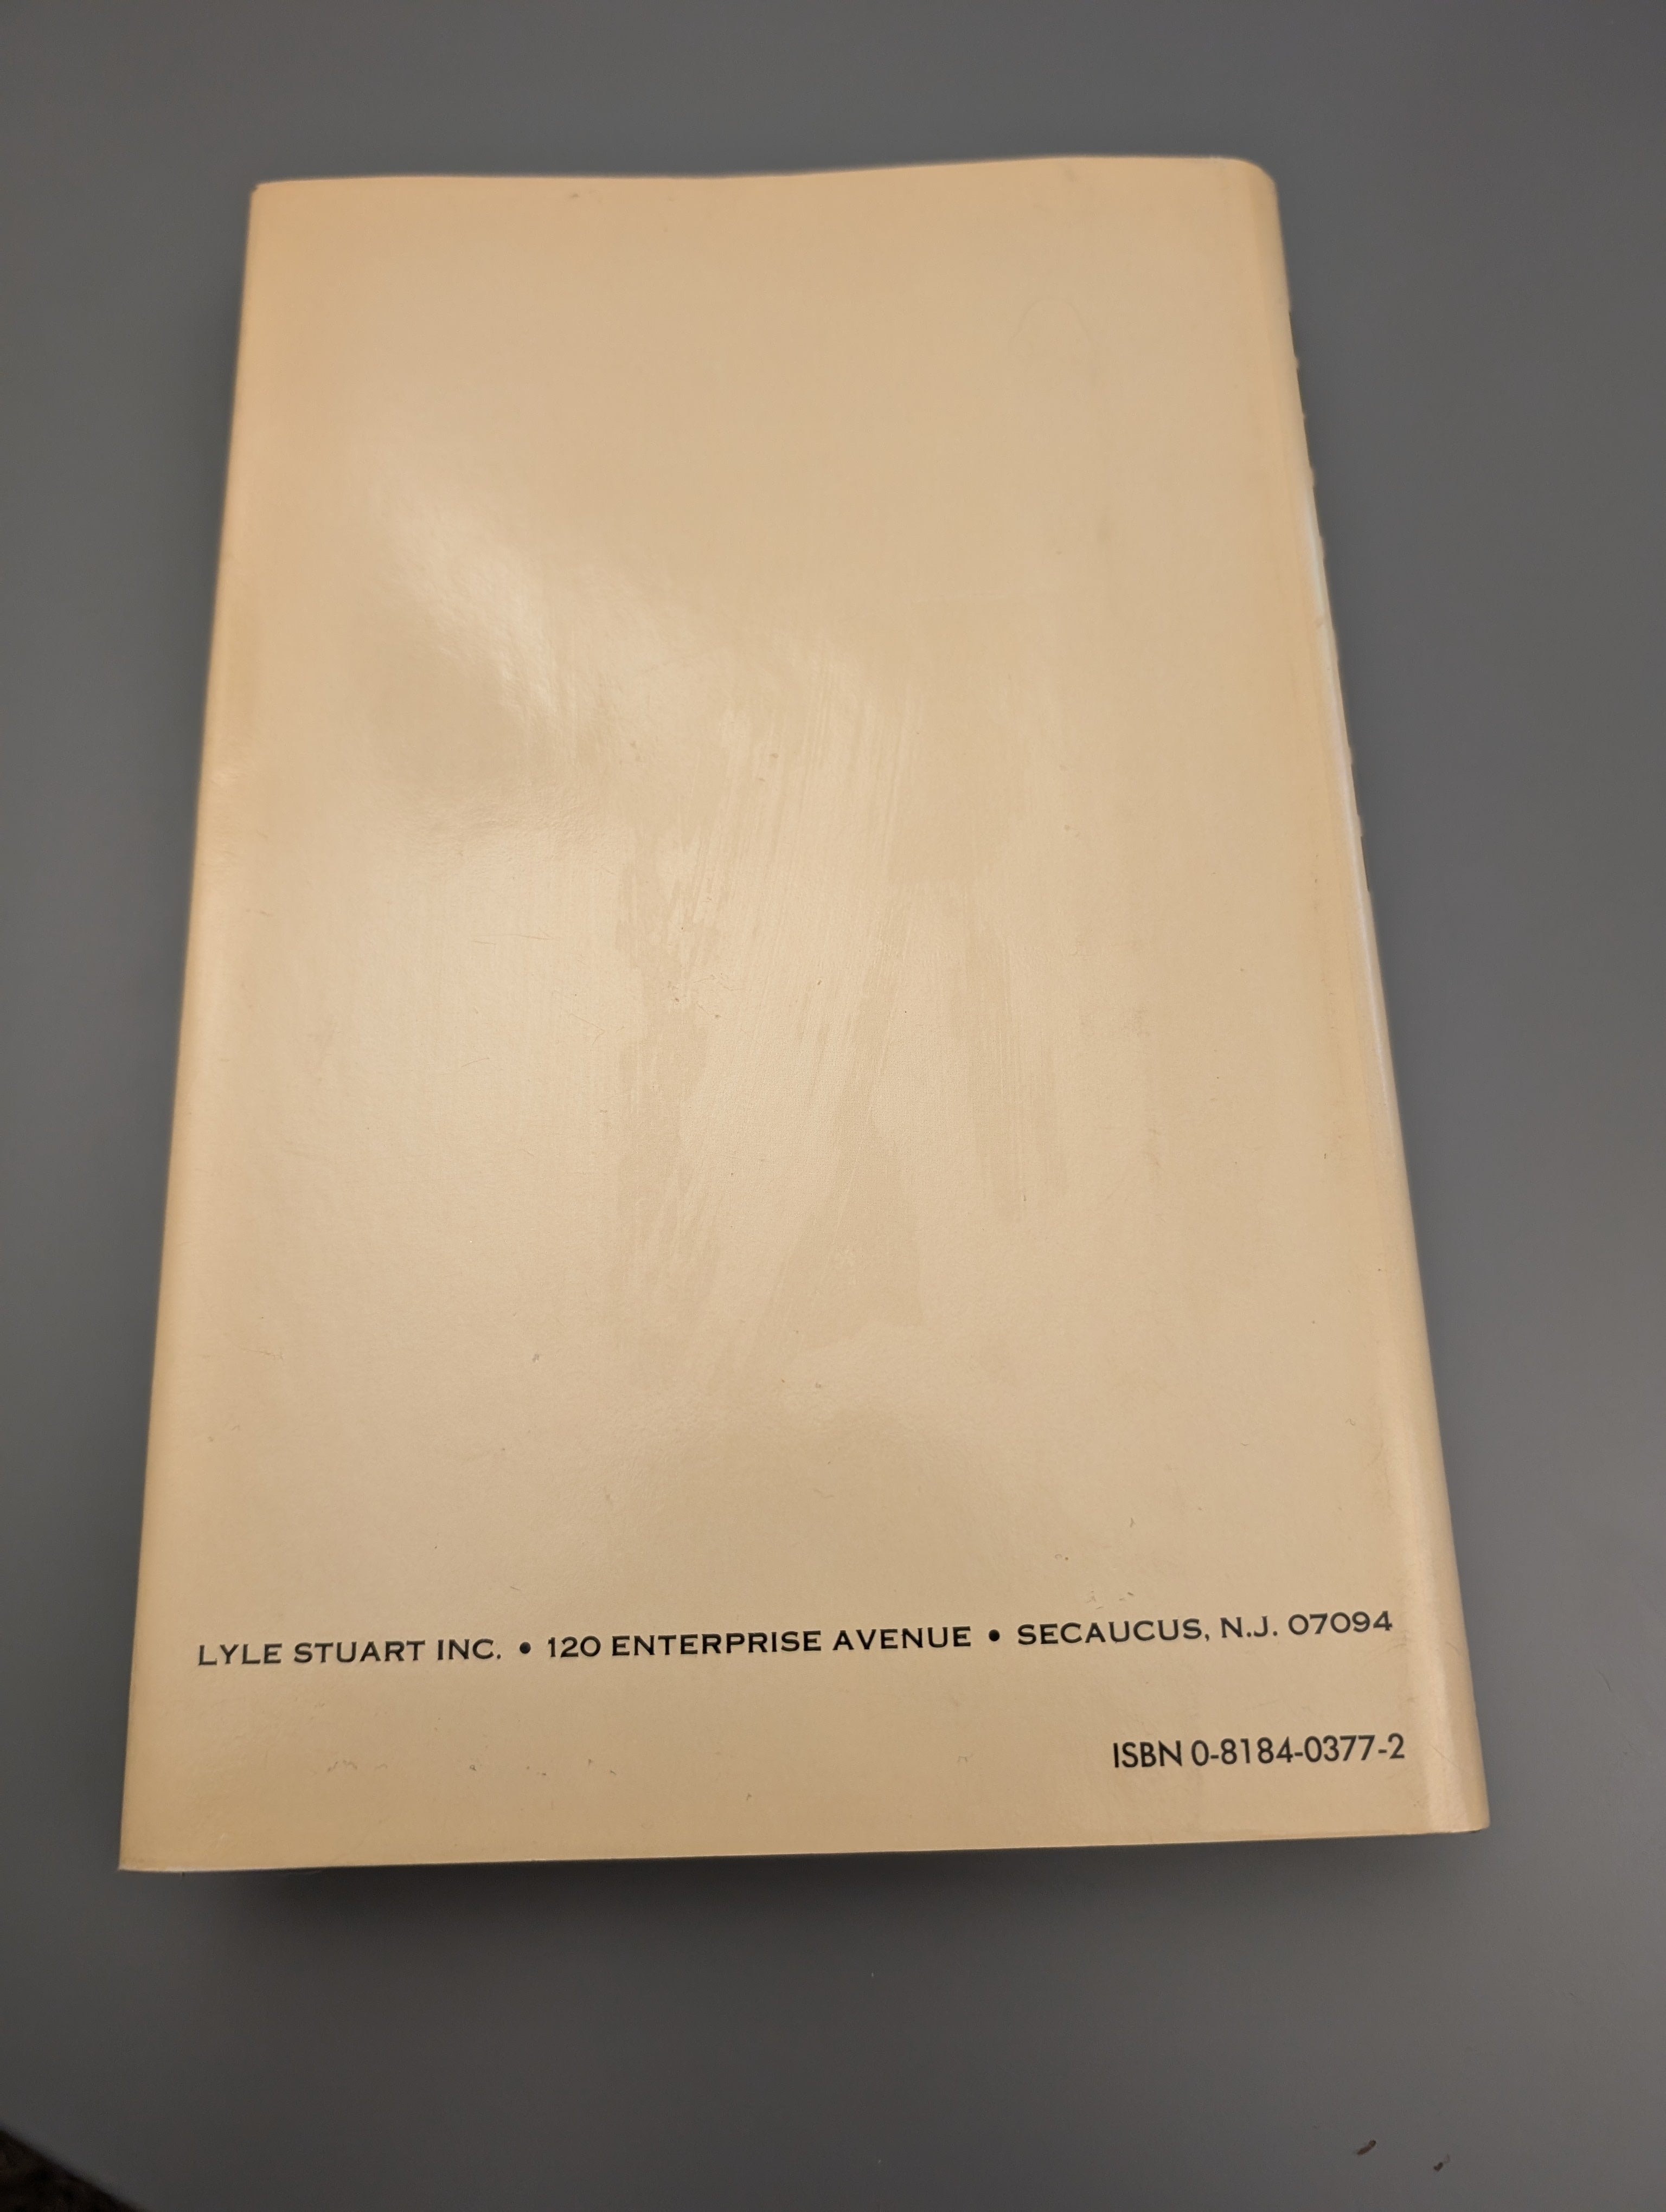 LYLE STUART INC. • 120 ENTERPRISE AVENUE • SECAUCUS, N.J. 07094
ISBN 0-8184-0377-2